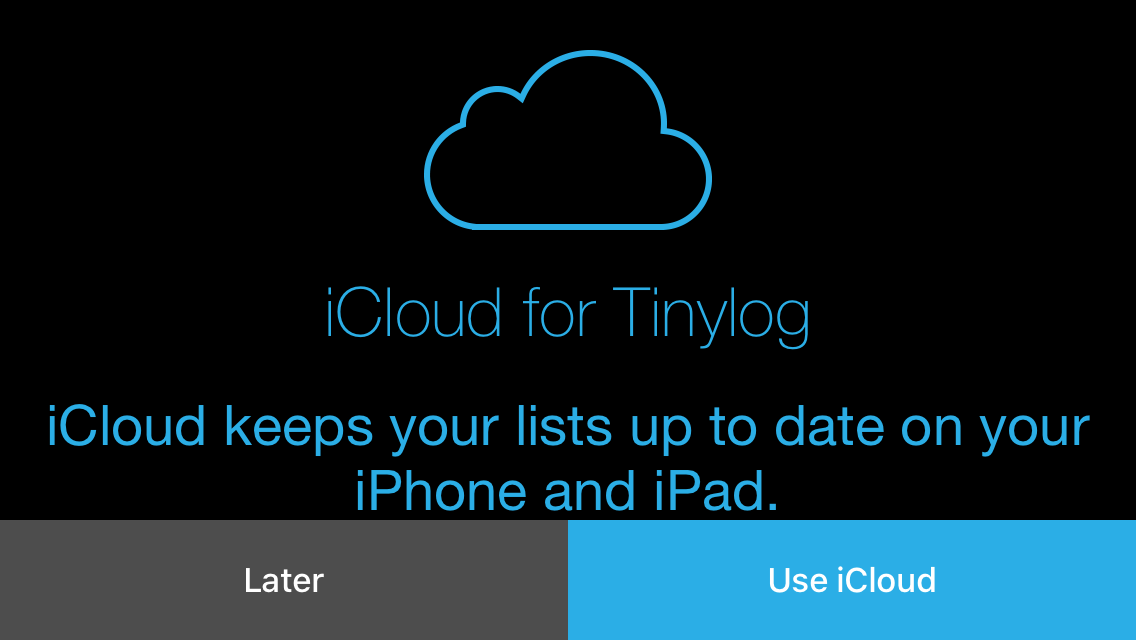 iCloud for Tinylog
iCloud keeps your lists up to date on your
iPhone and iPad.
Later
Use iCloud